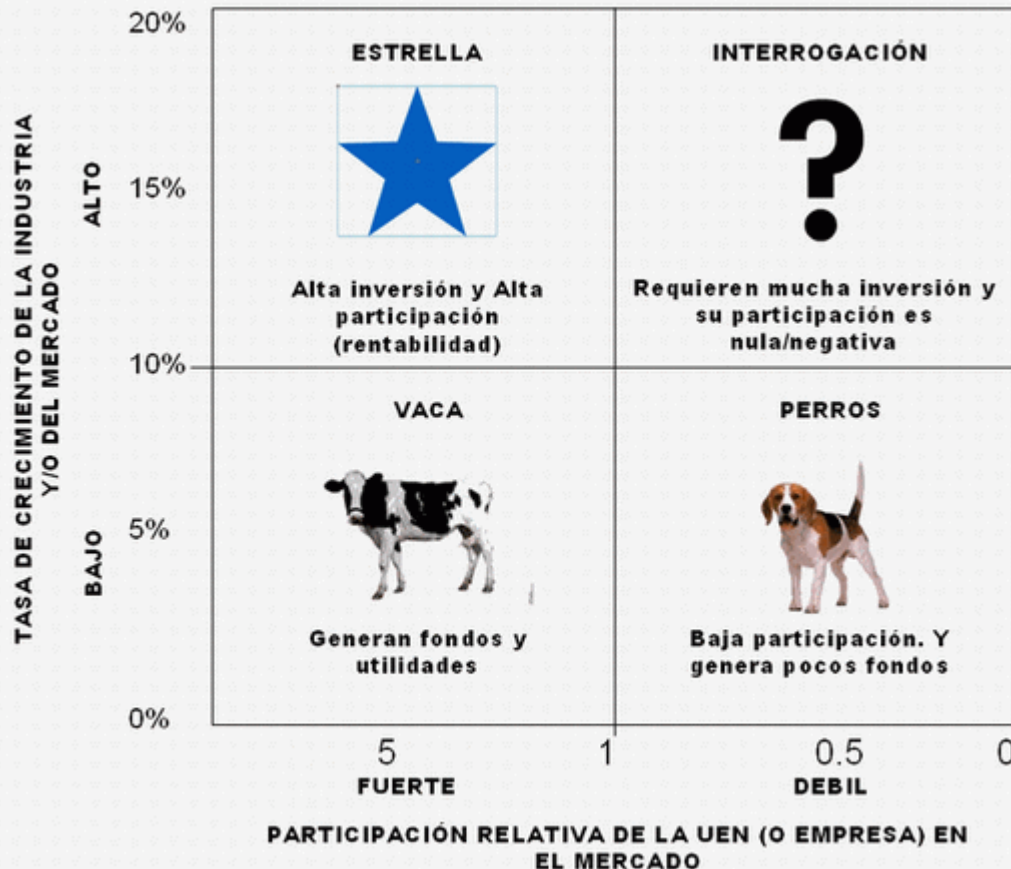 20%
ESTRELLA
INTERROGACIÓN
TASA DE CRECIMIENTO DE LA INDUSTRIA
Y/O DEL MERCADO
ALTO
15%
Alta inversión y Alta
participación
(rentabilidad)
Requieren mucha inversión y
su participación es
nula/negativa
10%
VACA
PERROS
BAJO
5%
Generan fondos y
utilidades
Baja participación. Y
genera pocos fondos
0%
5
1
0.5
0
FUERTE
DEBIL
PARTICIPACIÓN RELATIVA DE LA UEN (O EMPRESA) EN
EL MERCADO